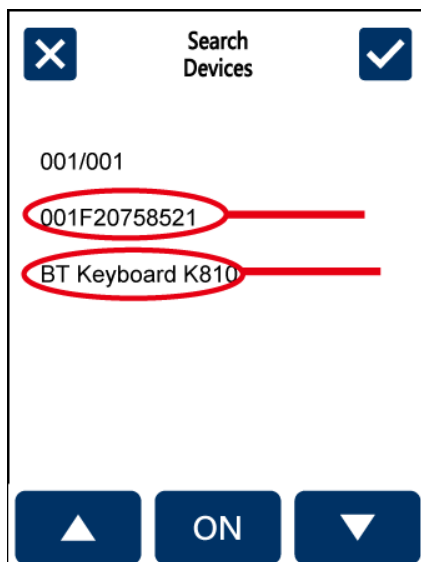 Search
Devices
001/001
001F20758521
BT Keyboard K810
ON